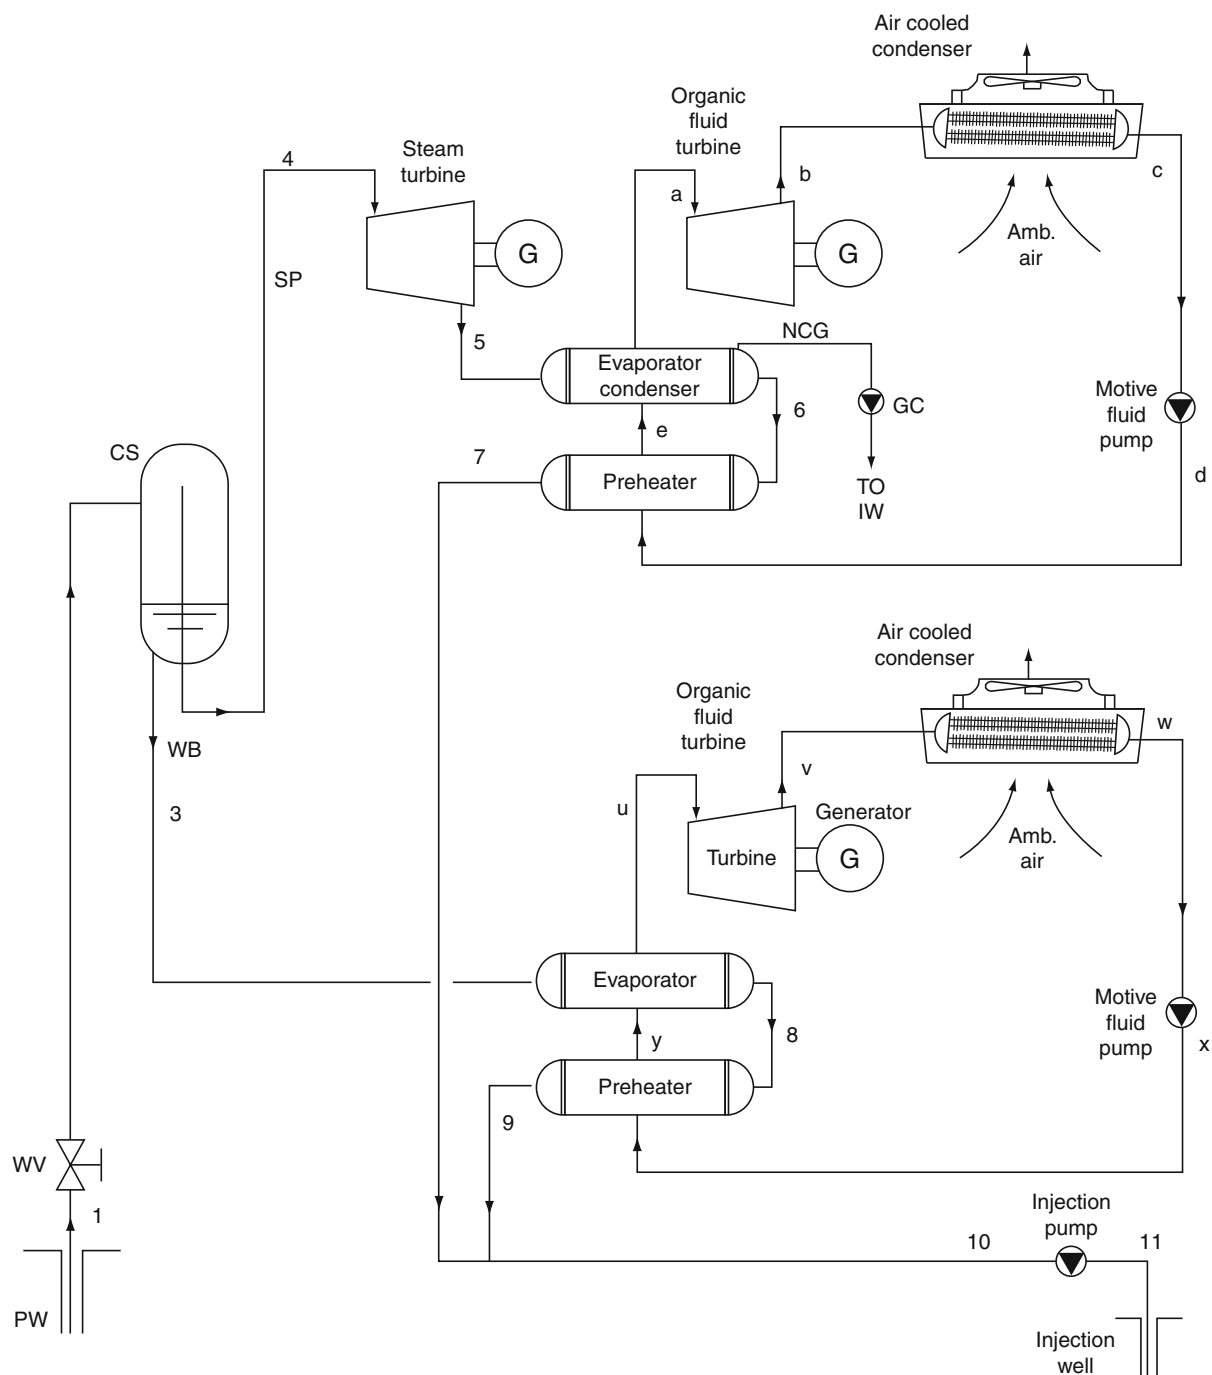 Air cooled
condenser
Organic
fluid
turbine
Steam
turbine
4
a
b
c
G
G
Amb.
air
SP
5
NCG
Evaporator
condenser
6
GC
Motive
fluid
pump
CS
e
7
Preheater
TO
IW
d
Air cooled
condenser
Organic
fluid
turbine
w
WB
v
3
u
Generator
Turbine
G
Amb.
air
Evaporator
8
Motive
fluid
pump
y
x
Preheater
9
WV
1
Injection
pump
10
11
PW
Injection
well